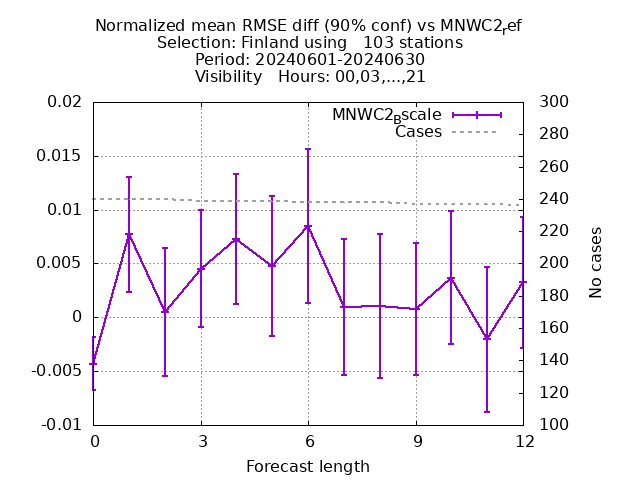 Normalized mean RMSE diff (90% conf) vs MNWC2ref
Selection: Finland using 103 stations
Period: 20240601-20240630
Visibility Hours: 00,03,...,21
MNWC2Bscale
Cases
0.02
0.015
0.01
0.005
0
-0.005
-0.01
300
280
260
240
220
200
180
160
140
120
100
No cases
0 3 6 9 12
Forecast length